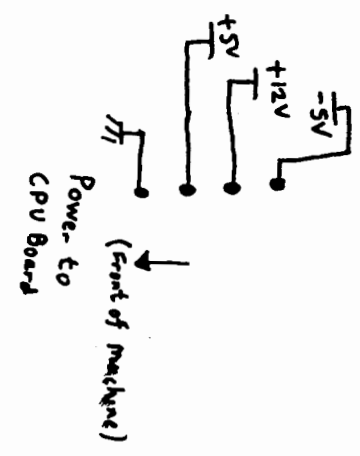 +5V
+12V
-5V
Power to
CPU Board
(Front of machine)